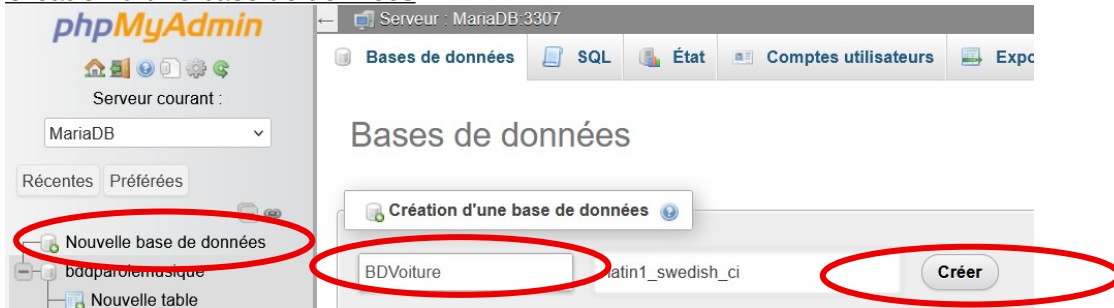 phpMyAdmin
Serveur courant :
MariaDB
Récentes Préférées
Nouvelle base de données
bddparolemusique
Nouvelle table
Serveur : MariaDB:3307
Bases de données SQL État Comptes utilisateurs Expo
Bases de données
Création d'une base de données
BDVoiture latin1_swedish_ci Créer